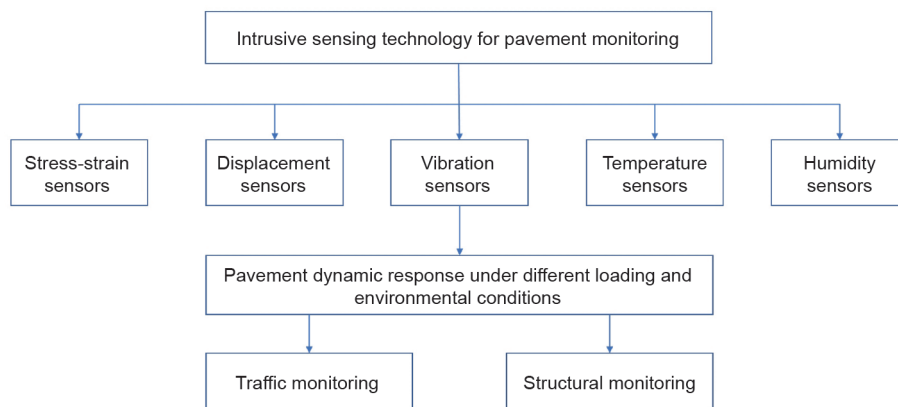 Intrusive sensing technology for pavement monitoring
Stress-strain
sensors
Displacement
sensors
Vibration
sensors
Temperature
sensors
Humidity
sensors
Pavement dynamic response under different loading and
environmental conditions
Traffic monitoring
Structural monitoring